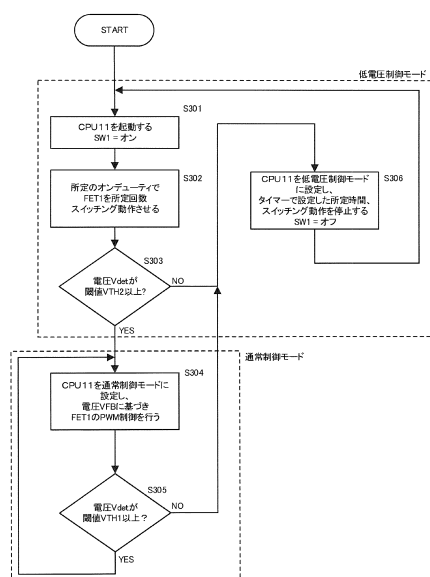 START
低電圧制御モード
S301
CPU11を起動する
SW1=オン
S302
所定のオンデューティで
FET1を所定回数
スイッチング動作させる
S306
CPU11を低電圧制御モード
に設定し、
タイマーで設定した所定時間、
スイッチング動作を停止する
SW1=オフ
S303
電圧Vdetが
閾値VTH2以上?
NO
YES
通常制御モード
S304
CPU11を通常制御モードに
設定し、
電圧VFBに基づき
FET1のPWM制御を行う
S305
電圧Vdetが
閾値VTH1以上?
NO
YES